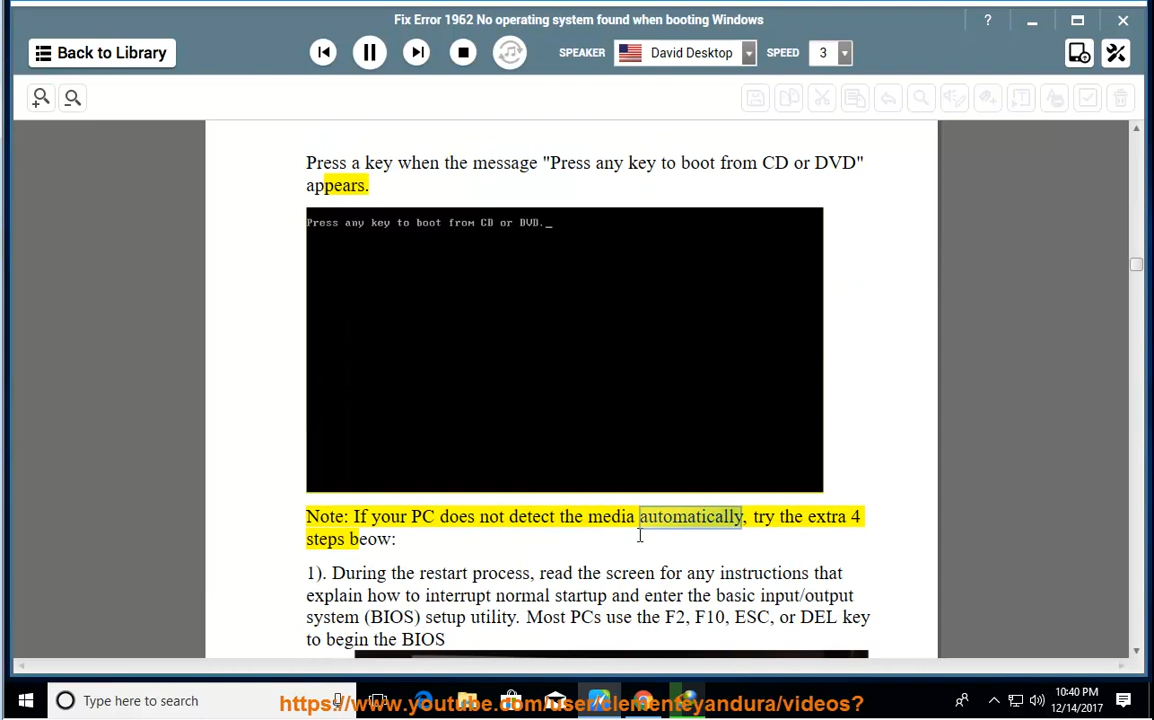 Fix Error 1962 No operating system found when booting Windows
?
Back to Library
SPEAKER David Desktop SPEED 3
Press a key when the message "Press any key to boot from CD or DVD"
appears.
Press any key to boot from CD or DVD._
Note: If your PC does not detect the media automatically, try the extra 4
steps beow:
1). During the restart process, read the screen for any instructions that
explain how to interrupt normal startup and enter the basic input/output
system (BIOS) setup utility. Most PCs use the F2, F10, ESC, or DEL key
to begin the BIOS
Type here to search
https://www.youtube.com/user/clementeyandura/videos?
10:40 PM
12/14/2017